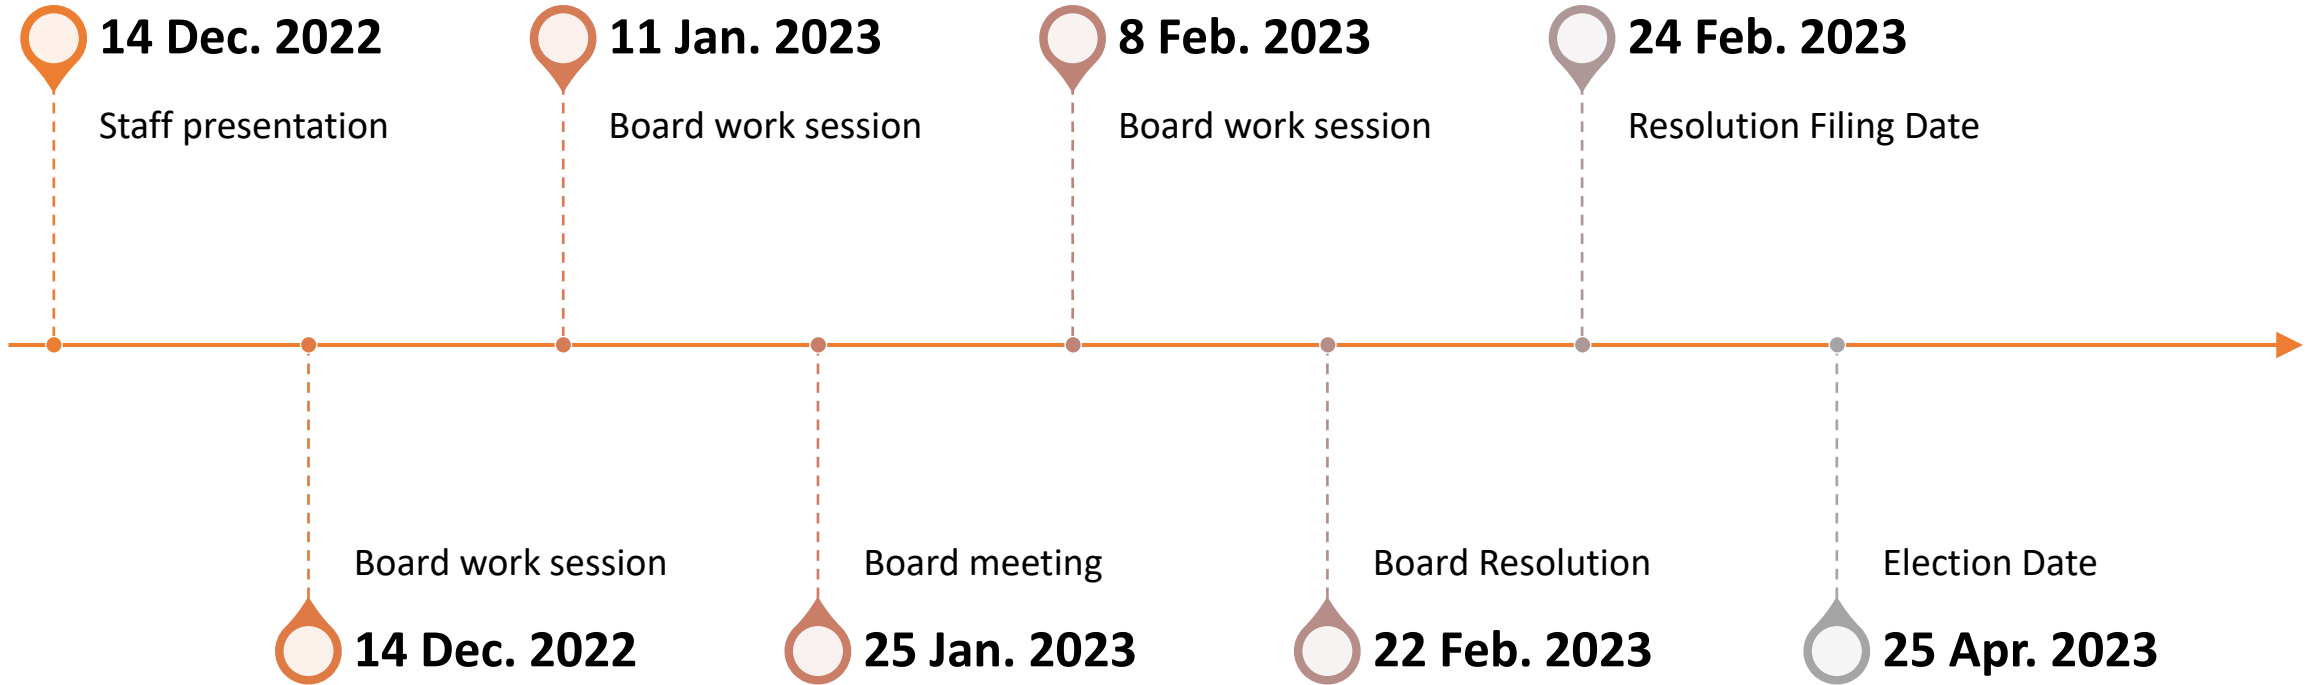 14 Dec. 2022
Staff presentation
11 Jan. 2023
Board work session
8 Feb. 2023
Board work session
24 Feb. 2023
Resolution Filing Date
Board work session
14 Dec. 2022
Board meeting
25 Jan. 2023
Board Resolution
22 Feb. 2023
Election Date
25 Apr. 2023